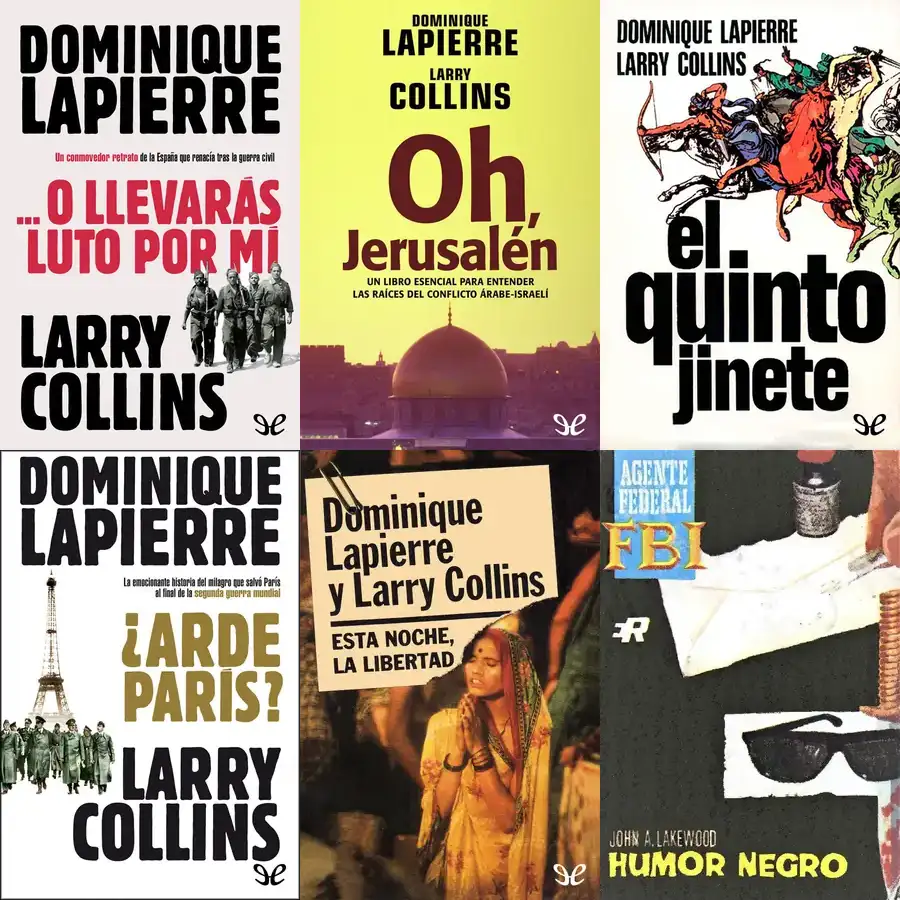 DOMINIQUE
LAPIERRE
Un conmovedor retrato de la España que renacía tras la guerra civil
... O LLEVARÁS
LUTO POR MÍ
LARRY
COLLINS
DOMINIQUE
LAPIERRE
LARRY
COLLINS
Oh,
Jerusalén
UN LIBRO ESENCIAL PARA ENTENDER
LAS RAÍCES DEL CONFLICTO ÁRABE-ISRAELÍ
DOMINIQUE LAPIERRE
LARRY COLLINS
el
quinto
jinete
DOMINIQUE
LAPIERRE
La emocionante historia del milagro que salvó París
al final de la segunda guerra mundial
¿ARDE
PARÍS?
LARRY
COLLINS
Dominique
Lapierre
y Larry Collins
ESTA NOCHE,
LA LIBERTAD
AGENTE
FEDERAL
FBI
ER
JOHN A. LAKEWOOD
HUMOR NEGRO